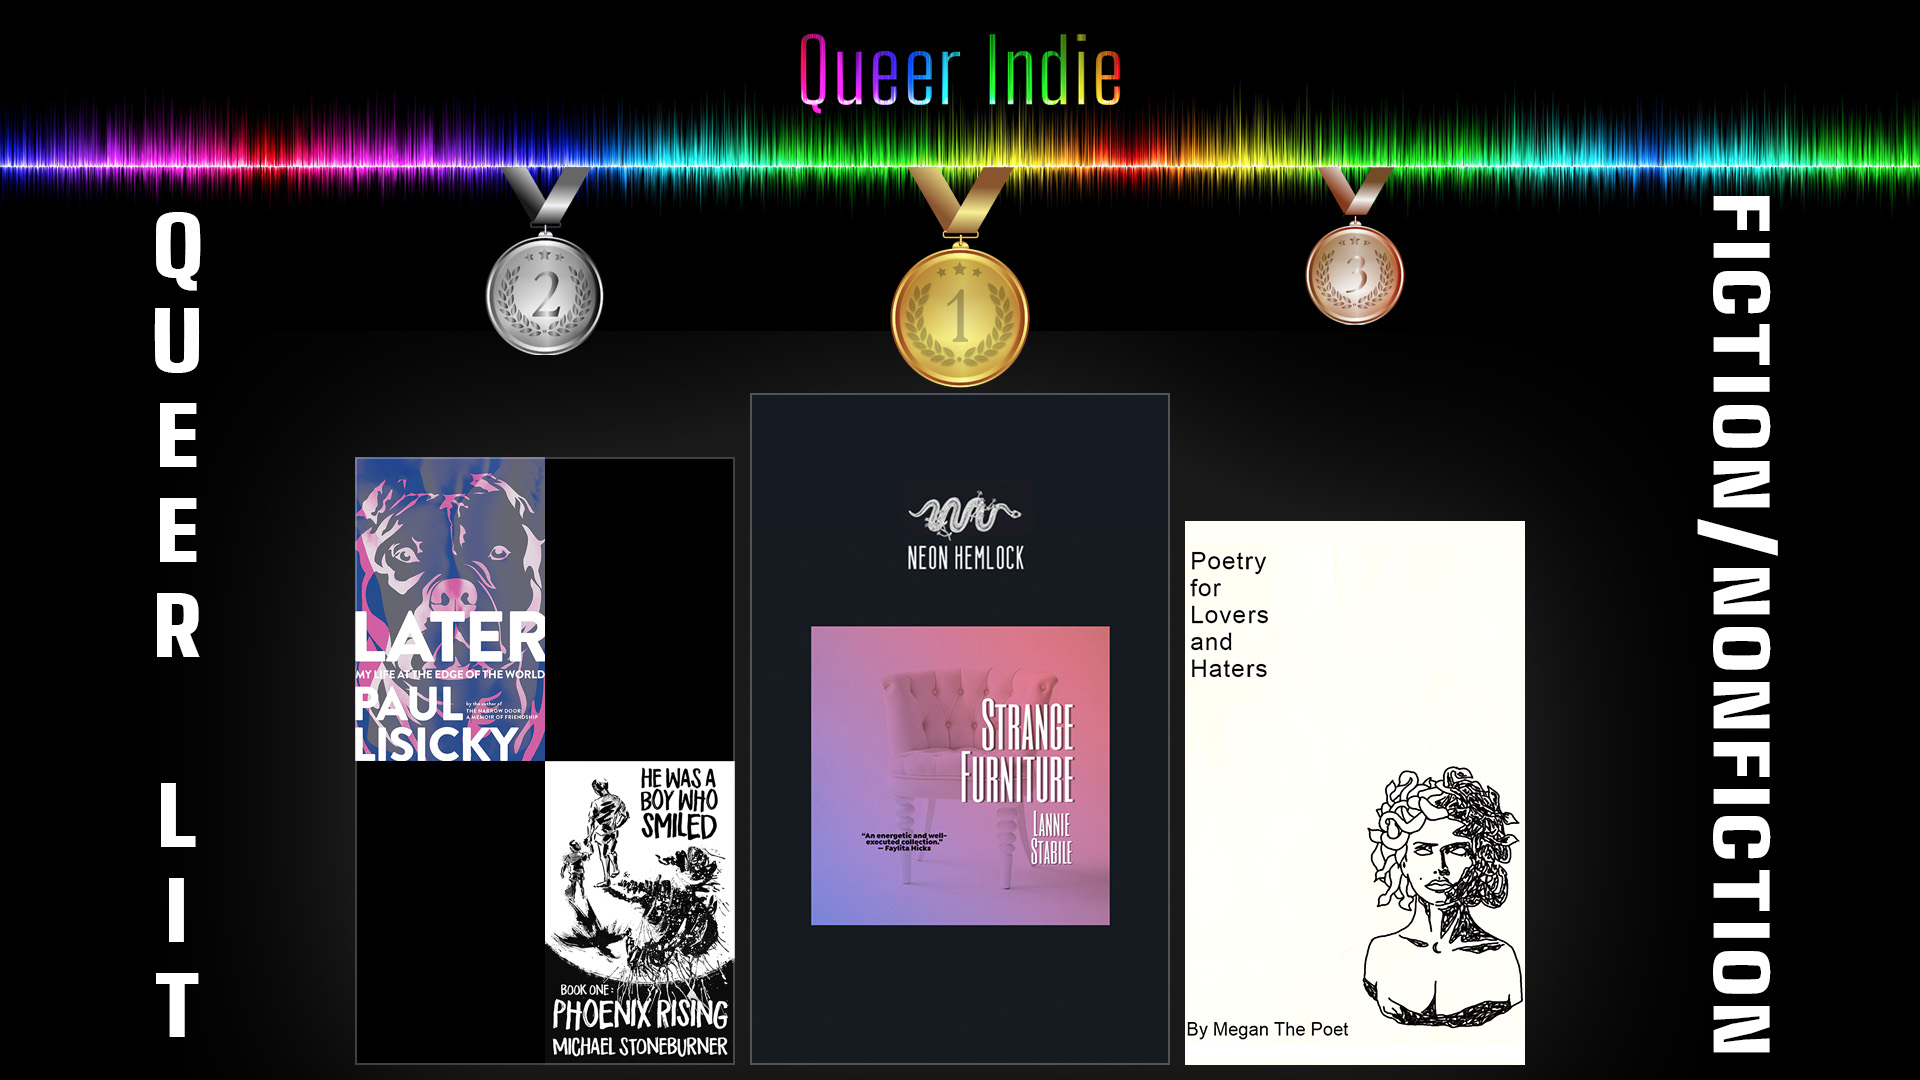 Queer Indie
QUEER LIT
2
1
3
FICTION/NONFICTION
LATER
MY LIFE AT THE EDGE OF THE WORLD
PAUL
by the author of
THE NARROW DOOR:
A MEMOIR OF FRIENDSHIP
LISICKY
HE WAS A
BOY WHO
SMILED
BOOK ONE:
PHOENIX RISING
MICHAEL STONEBURNER
NEON HEMLOCK
STRANGE
FURNITURE
LANNIE
STABILE
"An energetic and well-
executed collection."
— Faylita Hicks
Poetry
for
Lovers
and
Haters
By Megan The Poet